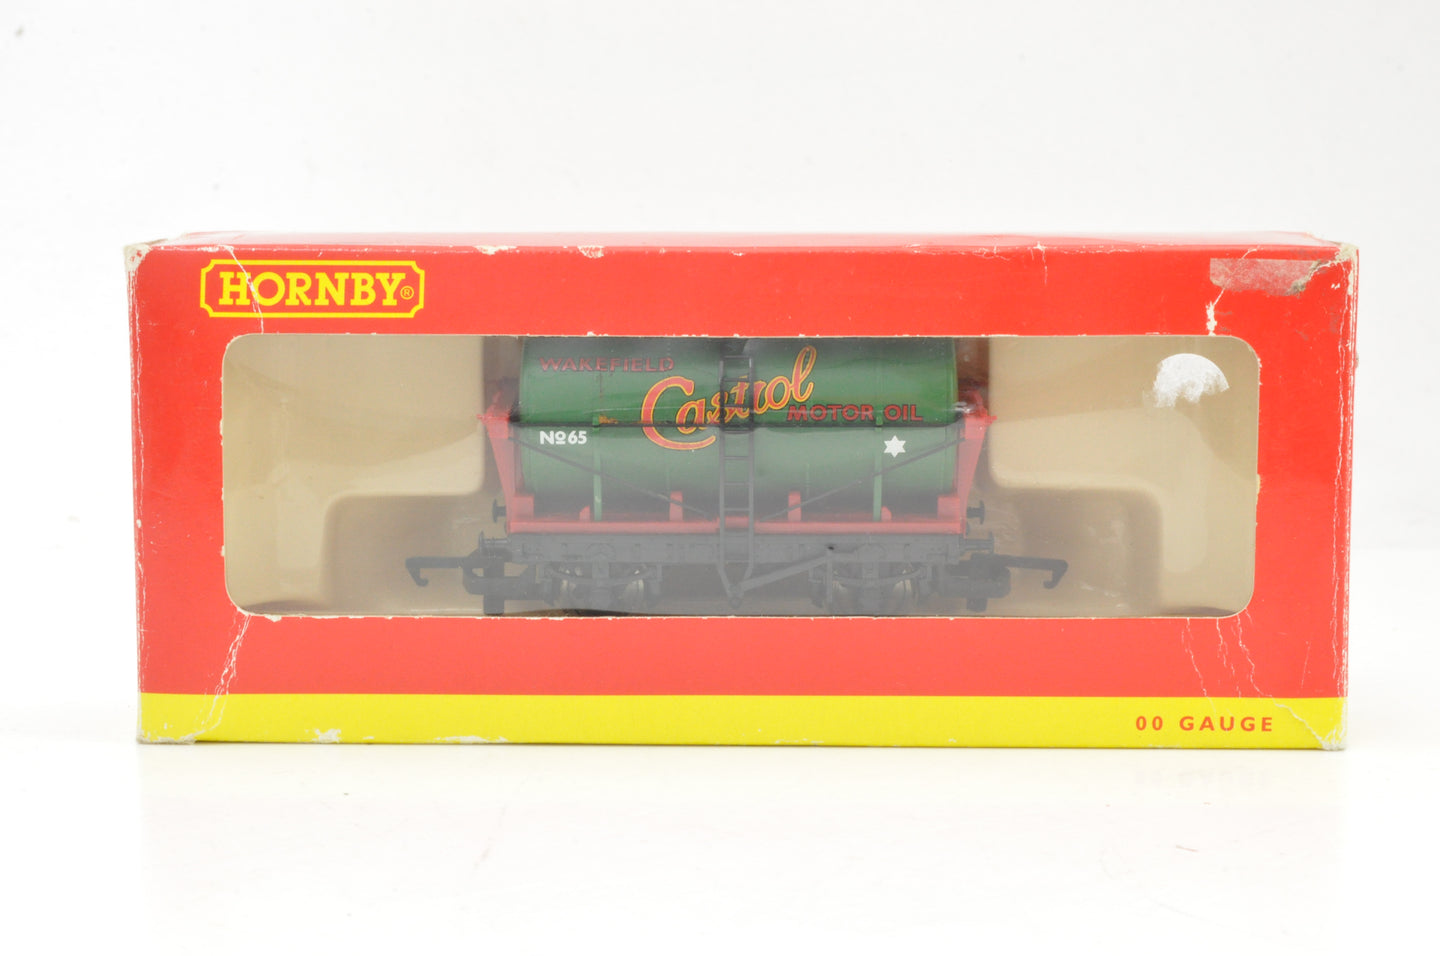 HORNBY®
WAKEFIELD
Castrol
MOTOR OIL
Nº65
00 GAUGE